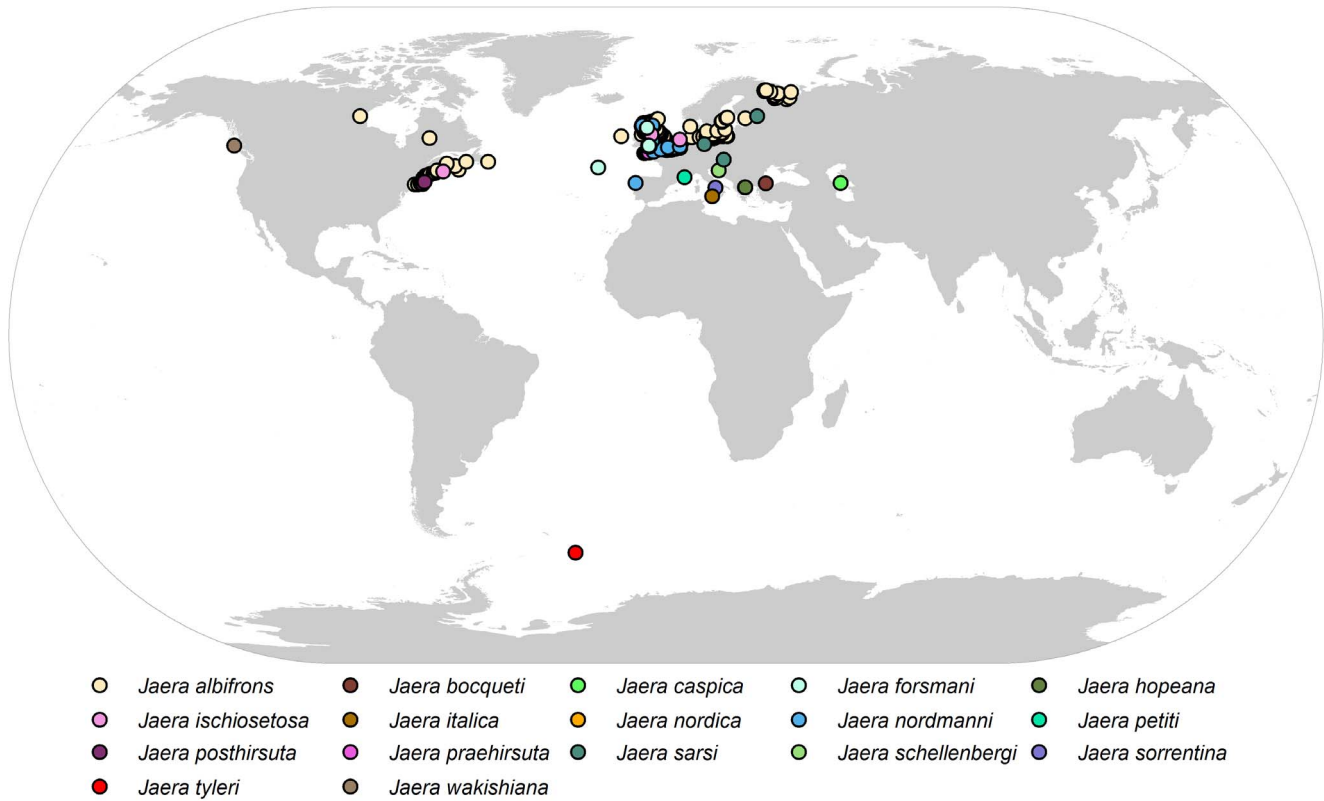 Jaera albifrons Jaera bocqueti Jaera caspica Jaera forsmani Jaera hopeana
Jaera ischiosetosa Jaera italica Jaera nordica Jaera nordmanni Jaera petiti
Jaera posthirsuta Jaera praehirsuta Jaera sarsi Jaera schellenbergi Jaera sorrentina
Jaera tyleri Jaera wakishiana